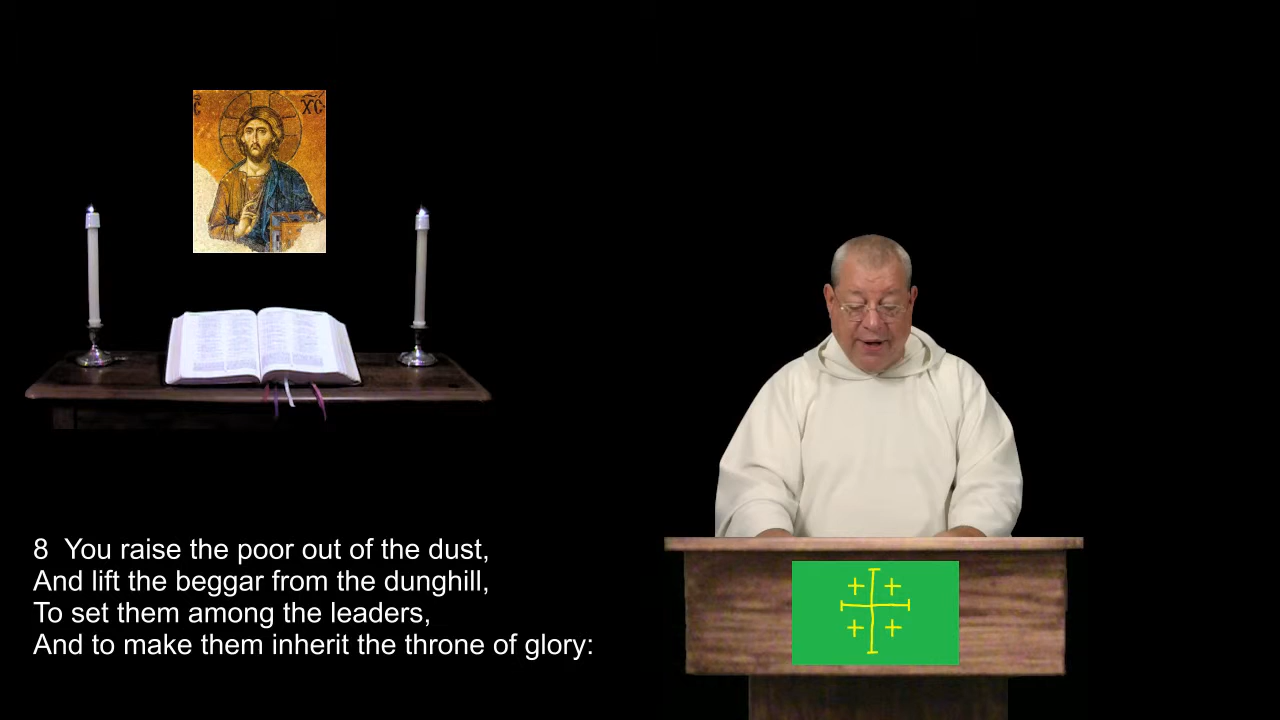 XC
8 You raise the poor out of the dust,
And lift the beggar from the dunghill,
To set them among the leaders,
And to make them inherit the throne of glory: